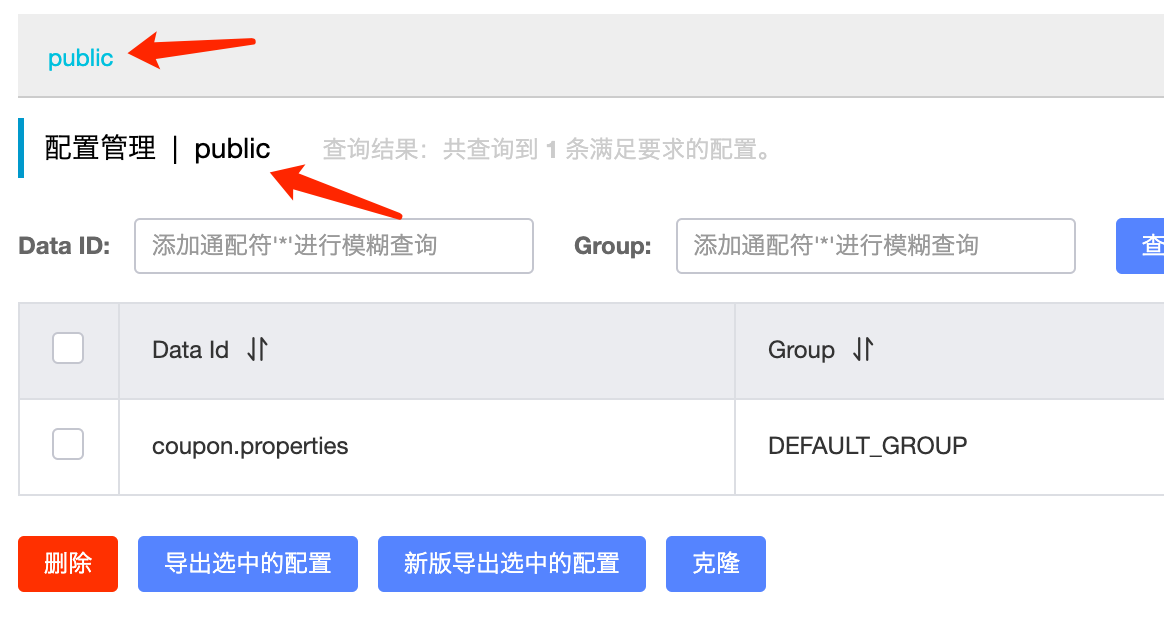 public
配置管理 | public 查询结果：共查询到 1 条满足要求的配置。
Data ID: 添加通配符'*'进行模糊查询 Group: 添加通配符'*'进行模糊查询 查
Data Id Group
coupon.properties DEFAULT_GROUP
删除 导出选中的配置 新版导出选中的配置 克隆